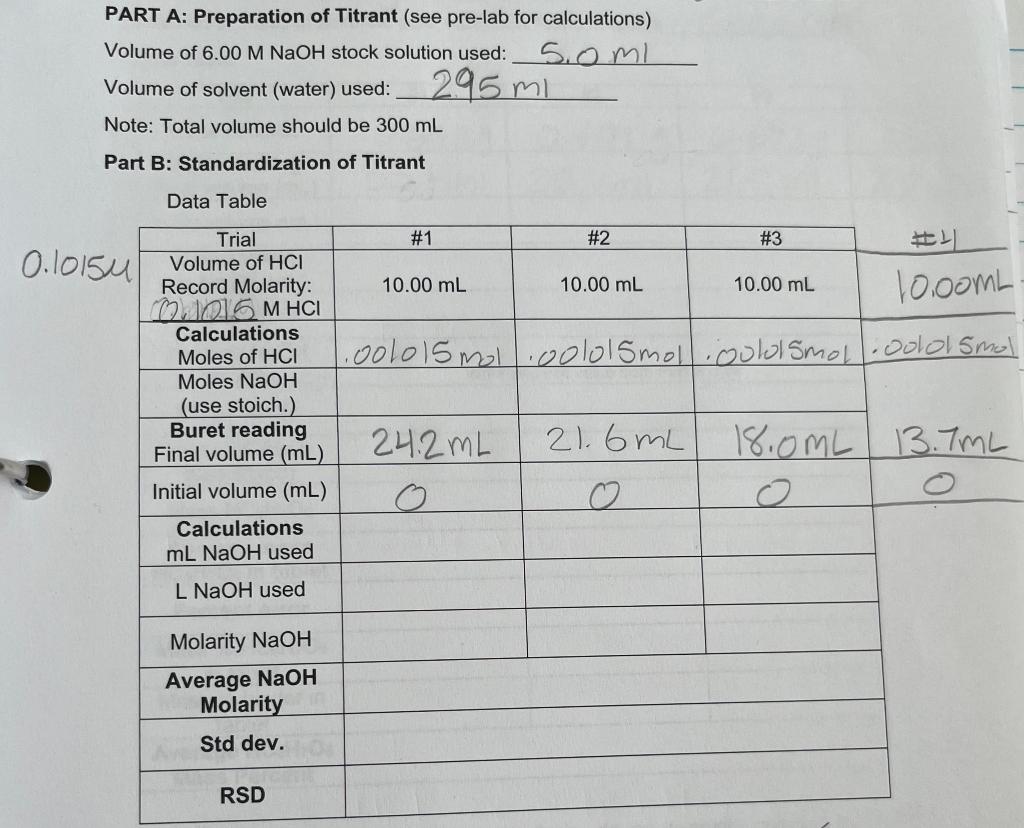 PART A: Preparation of Titrant (see pre-lab for calculations)
Volume of 6.00 M NaOH stock solution used: 5.0 ml
Volume of solvent (water) used: 295 ml
Note: Total volume should be 300 mL
Part B: Standardization of Titrant
Data Table
Trial #1 #2 #3 #4
0.1015M
Volume of HCl
Record Molarity: 10.00 mL 10.00 mL 10.00 mL 10.00mL
M HCl
Calculations
Moles of HCl .001015 mol .001015mol .001015mol .001015mol
Moles NaOH
(use stoich.)
Buret reading
Final volume (mL) 24.2mL 21.6mL 18.0mL 13.7mL
Initial volume (mL) 0 0 0 0
Calculations
mL NaOH used
L NaOH used
Molarity NaOH
Average NaOH
Molarity
Std dev.
RSD